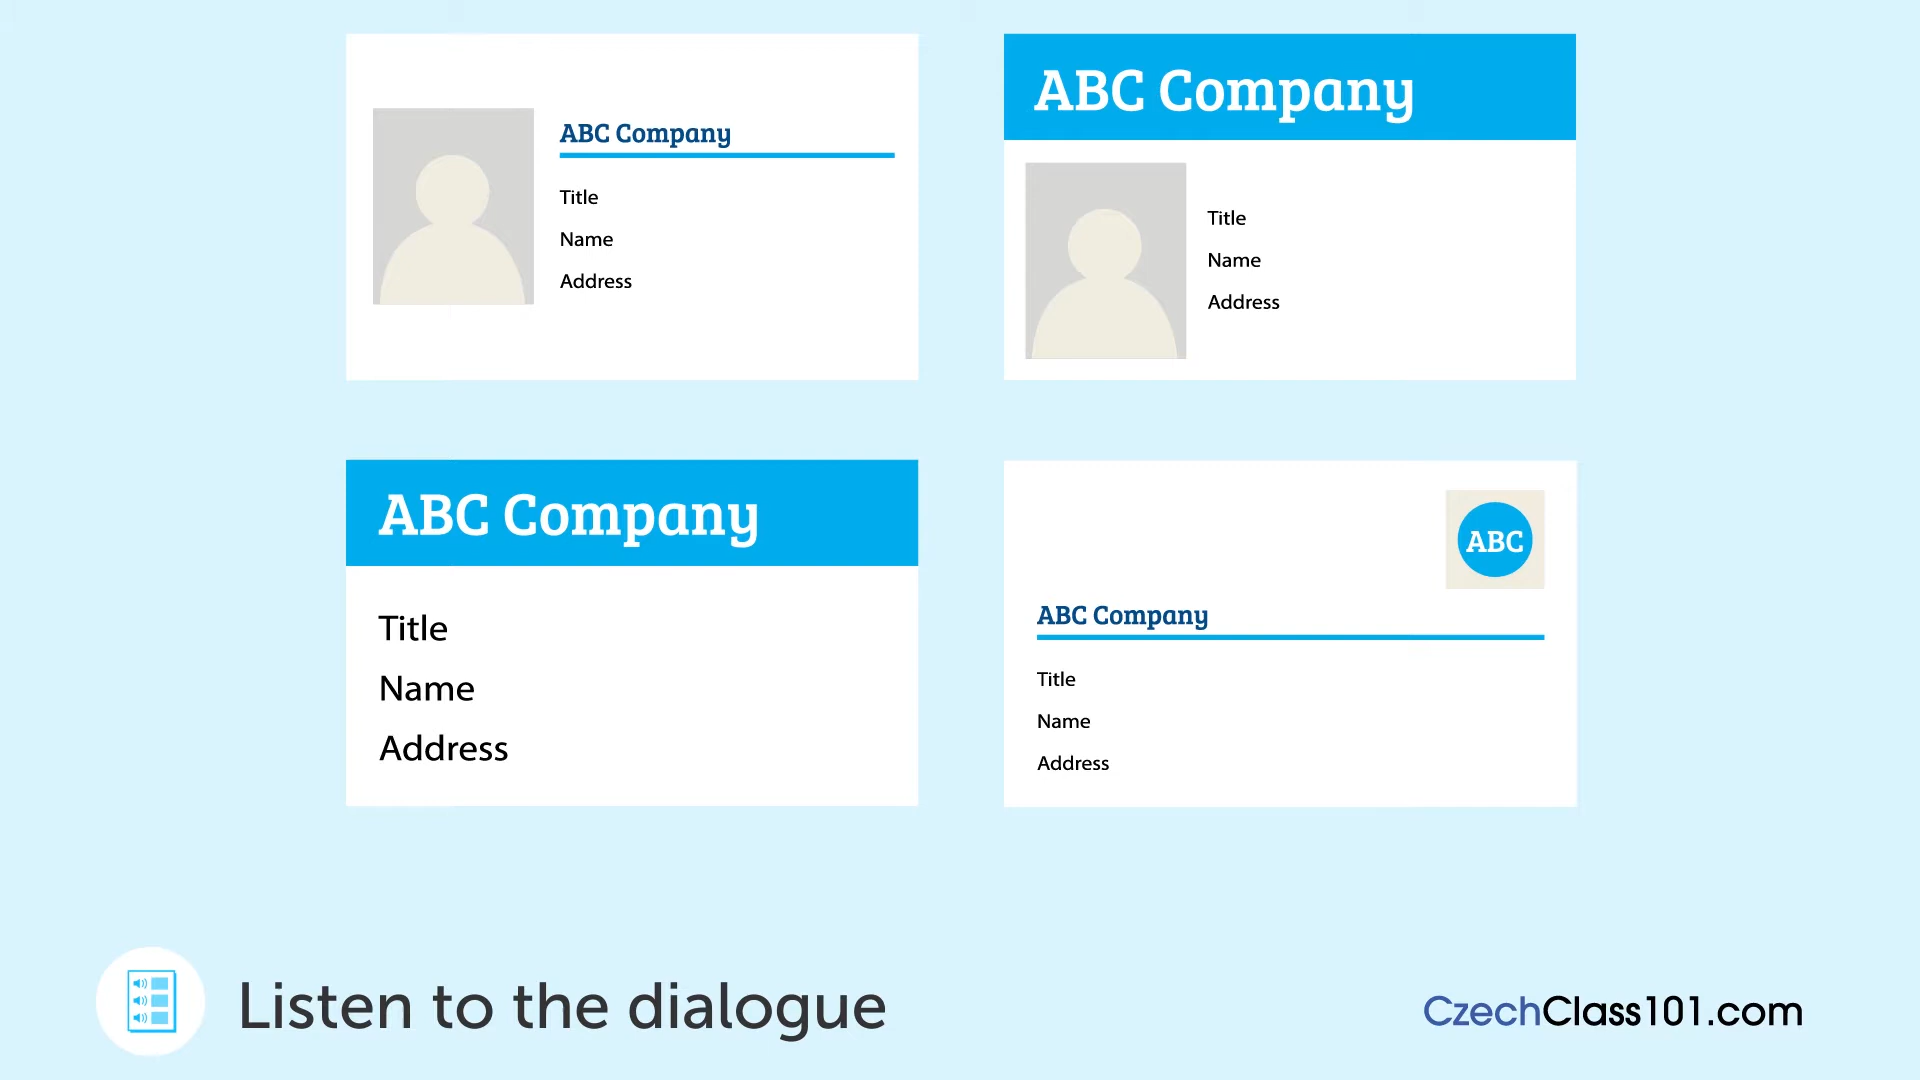 ABC Company
Title
Name
Address
ABC Company
Title
Name
Address
ABC Company
Title
Name
Address
ABC
ABC Company
Title
Name
Address
Listen to the dialogue
CzechClass101.com